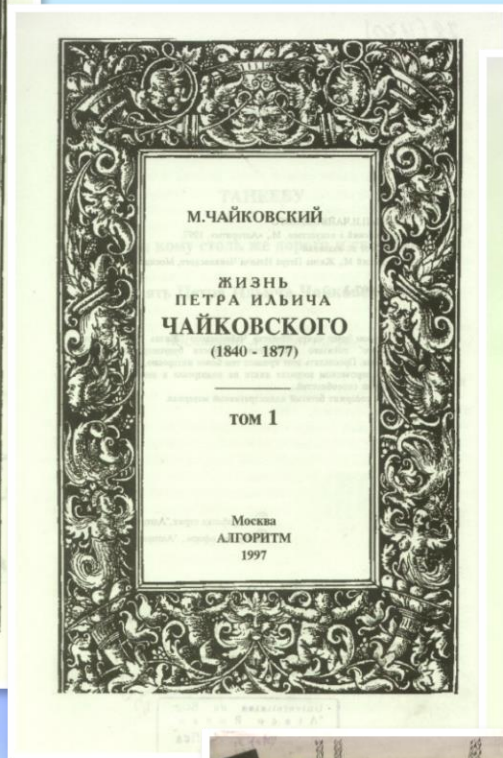 М.ЧАЙКОВСКИЙ
ЖИЗНЬ
ПЕТРА ИЛЬИЧА
ЧАЙКОВСКОГО
(1840 - 1877)
ТОМ 1
Москва
АЛГОРИТМ
1997